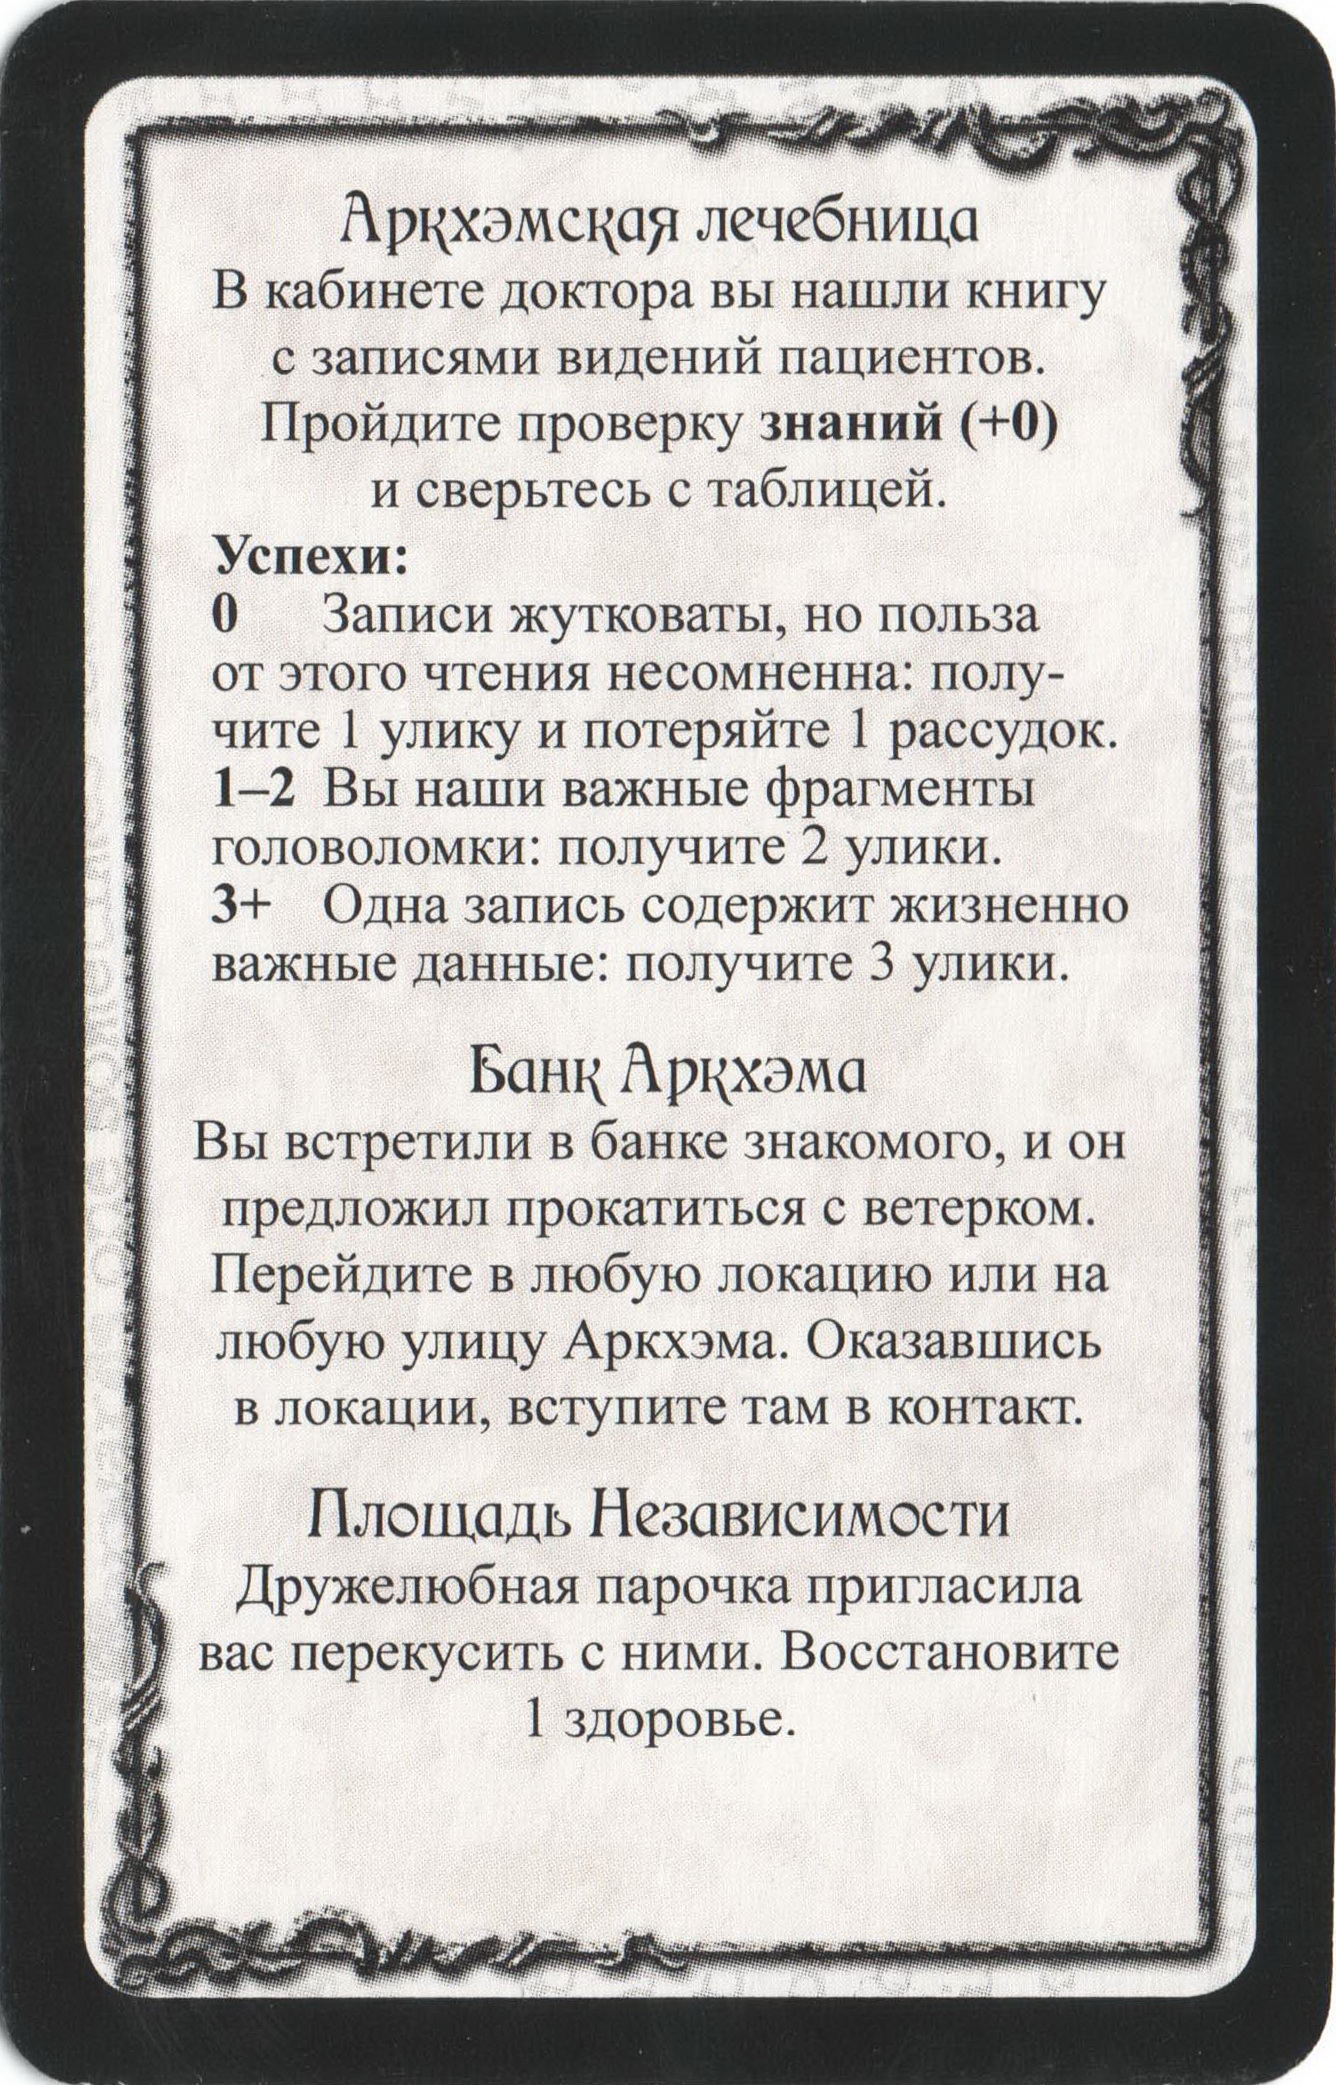 Аркхэмская лечебница
В кабинете доктора вы нашли книгу
с записями видений пациентов.
Пройдите проверку знаний (+0)
и сверьтесь с таблицей.
Успехи:
0 Записи жутковаты, но польза
от этого чтения несомненна: полу-
чите 1 улику и потеряйте 1 рассудок.
1–2 Вы наши важные фрагменты
головоломки: получите 2 улики.
3+ Одна запись содержит жизненно
важные данные: получите 3 улики.
Банк Аркхэма
Вы встретили в банке знакомого, и он
предложил прокатиться с ветерком.
Перейдите в любую локацию или на
любую улицу Аркхэма. Оказавшись
в локации, вступите там в контакт.
Площадь Независимости
Дружелюбная парочка пригласила
вас перекусить с ними. Восстановите
1 здоровье.